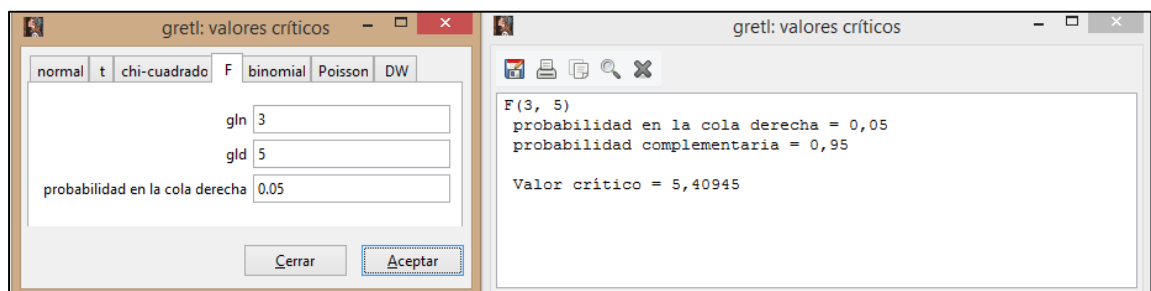 gretl: valores críticos
normal t chi-cuadrado F binomial Poisson DW
gln 3
gld 5
probabilidad en la cola derecha 0.05
Cerrar Aceptar
gretl: valores críticos
F(3, 5)
probabilidad en la cola derecha = 0,05
probabilidad complementaria = 0,95
Valor crítico = 5,40945